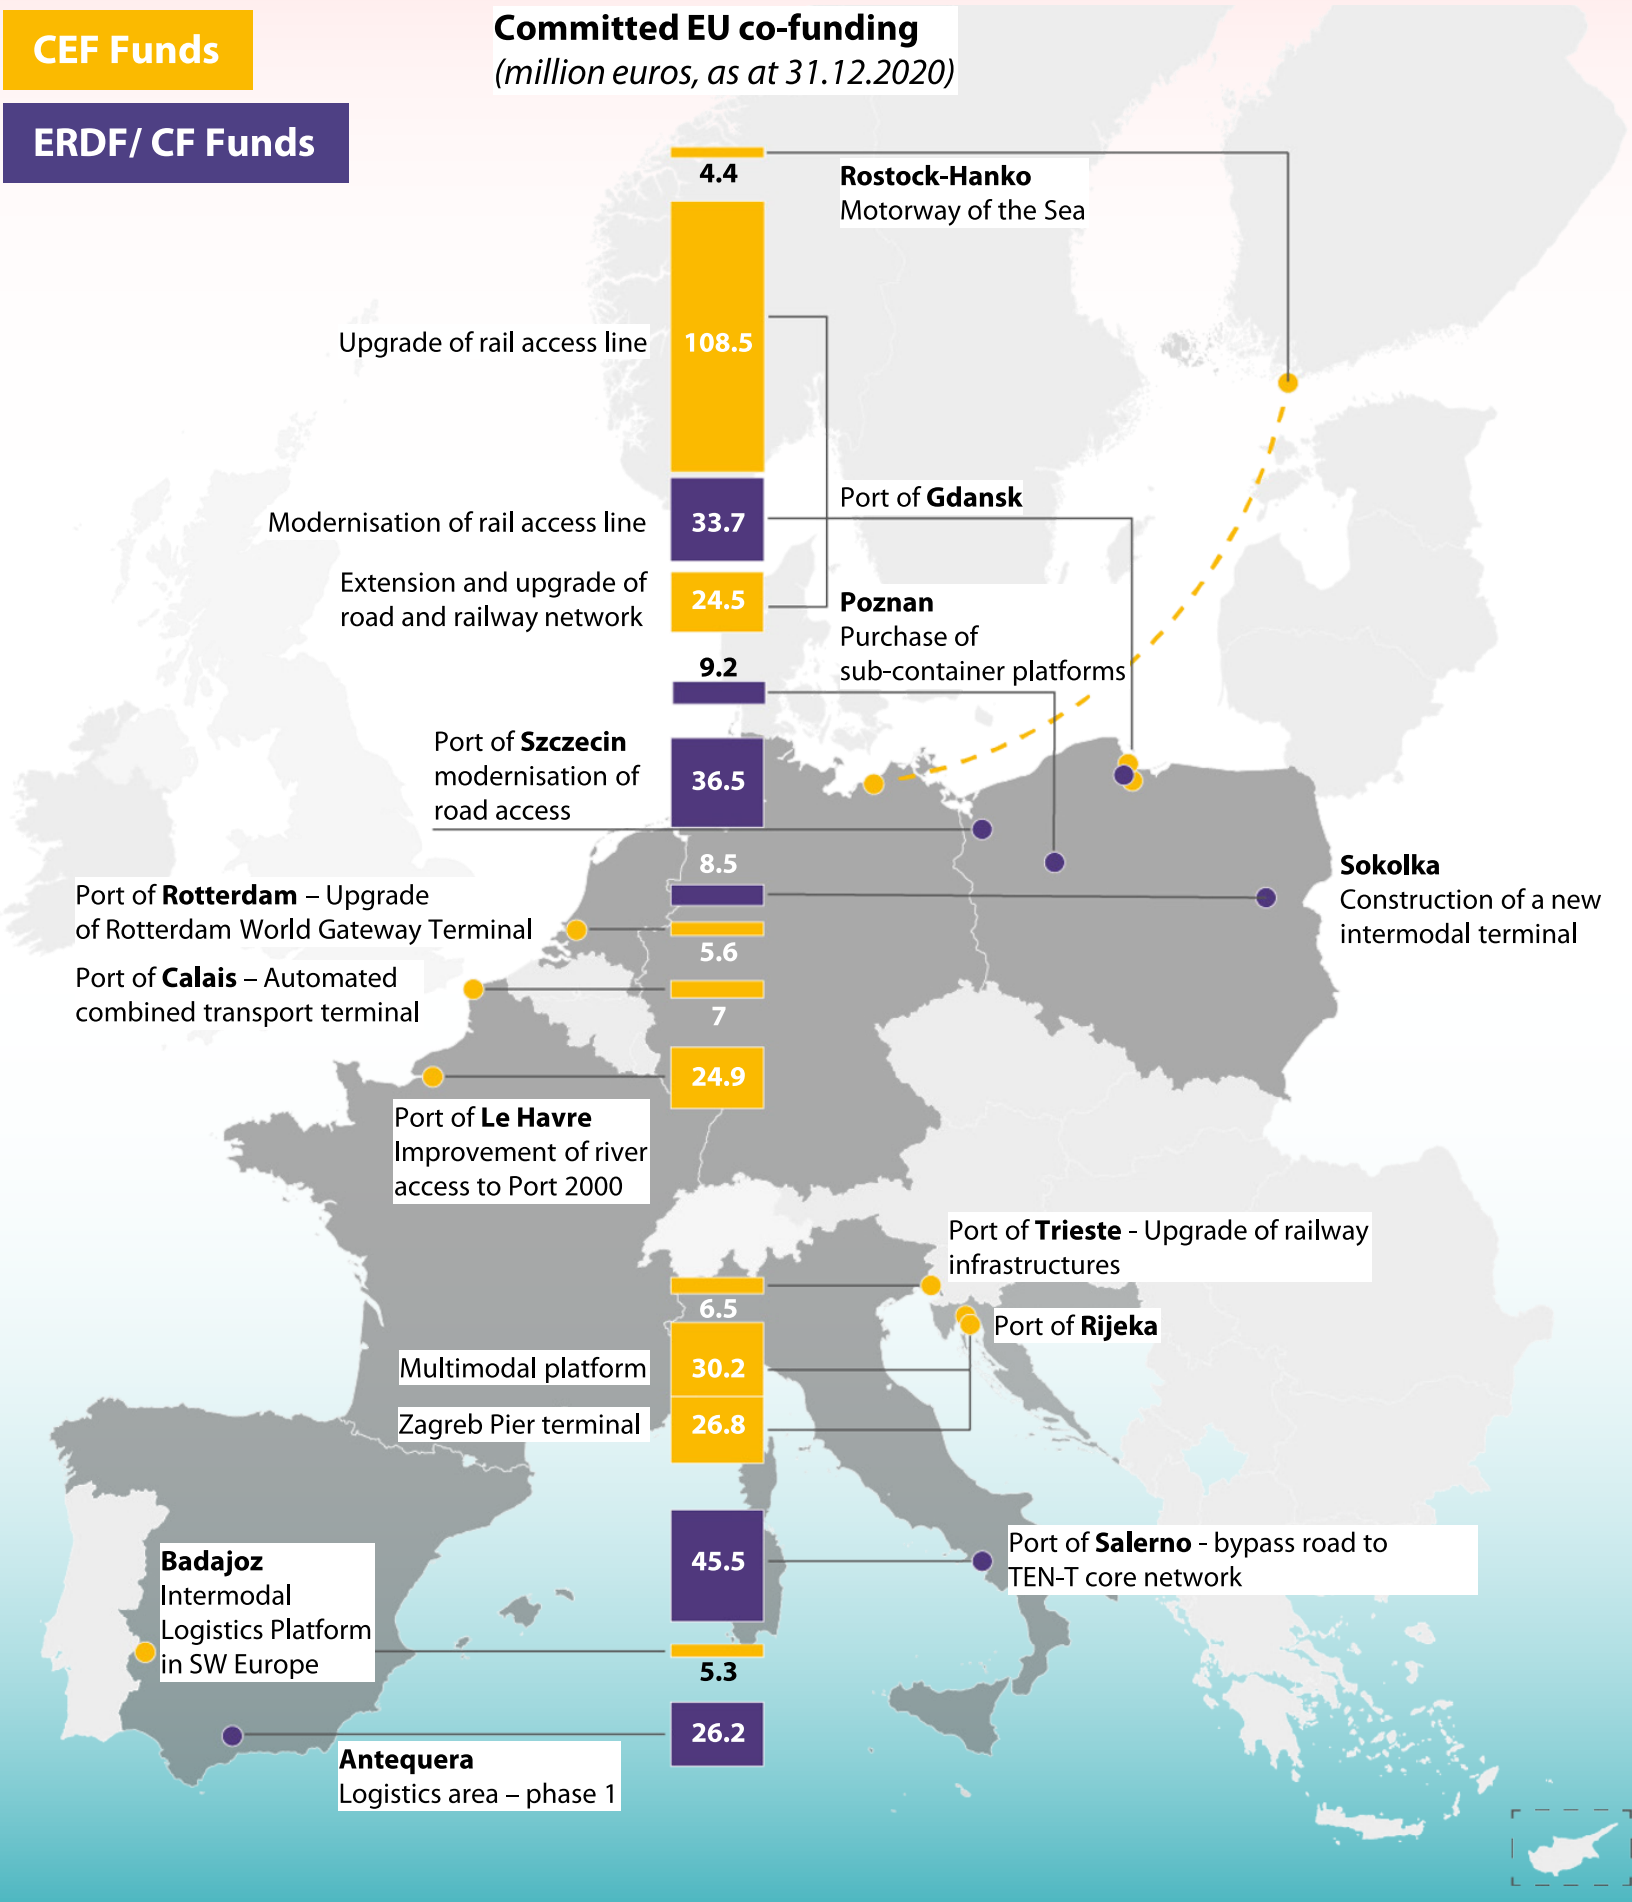 CEF Funds
ERDF/ CF Funds
Committed EU co-funding
(million euros, as at 31.12.2020)
4.4
Rostock-Hanko
Motorway of the Sea
Upgrade of rail access line
108.5
Port of Gdansk
Modernisation of rail access line
33.7
Extension and upgrade of
road and railway network
24.5
Poznan
Purchase of
sub-container platforms
9.2
Port of Szczecin
modernisation of
road access
36.5
8.5
Sokolka
Construction of a new
intermodal terminal
Port of Rotterdam – Upgrade
of Rotterdam World Gateway Terminal
5.6
Port of Calais – Automated
combined transport terminal
7
24.9
Port of Le Havre
Improvement of river
access to Port 2000
Port of Trieste - Upgrade of railway
infrastructures
6.5
Port of Rijeka
Multimodal platform
30.2
Zagreb Pier terminal
26.8
Port of Salerno - bypass road to
TEN-T core network
45.5
Badajoz
Intermodal
Logistics Platform
in SW Europe
5.3
26.2
Antequera
Logistics area – phase 1